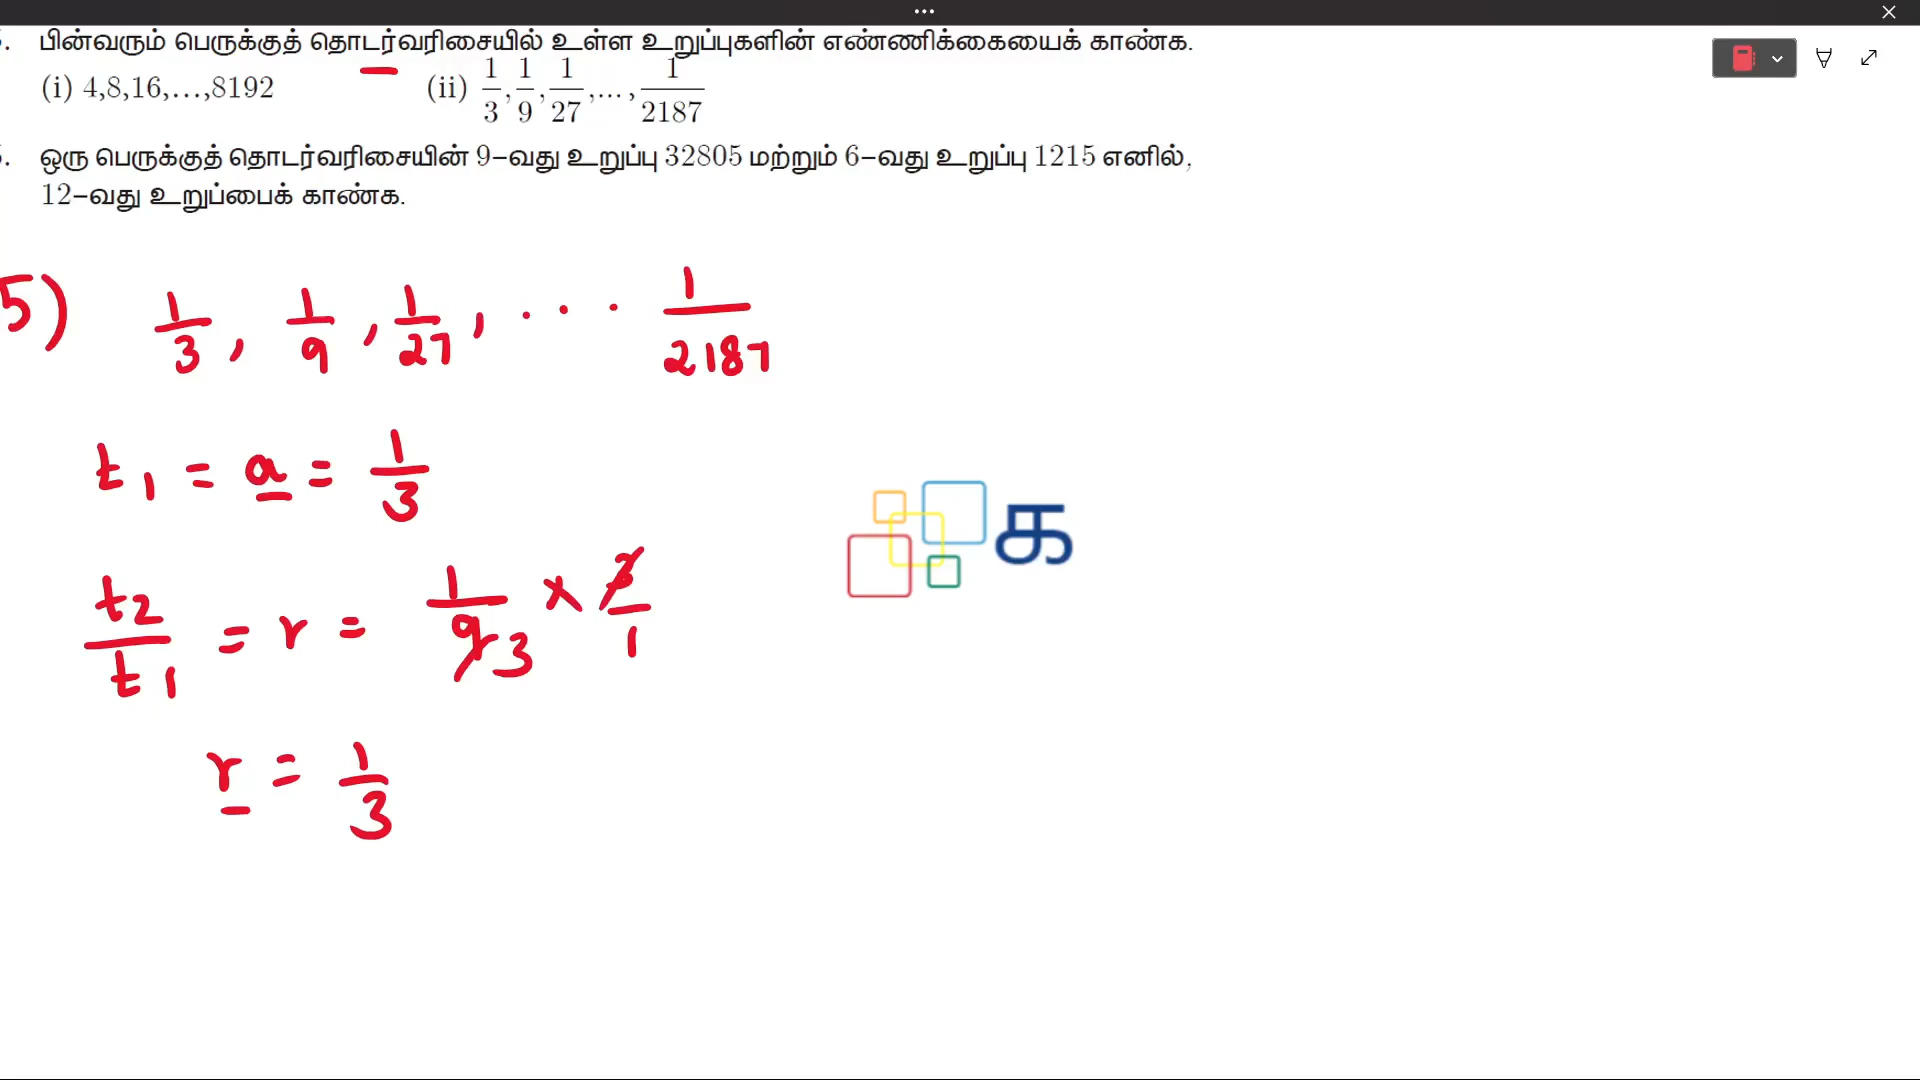 . பின்வரும் பெருக்குத் தொடர்வரிசையில் உள்ள உறுப்புகளின் எண்ணிக்கையைக் காண்க.
(i) 4,8,16,...,8192 (ii) 1/3, 1/9, 1/27, ..., 1/2187
. ஒரு பெருக்குத் தொடர்வரிசையின் 9-வது உறுப்பு 32805 மற்றும் 6-வது உறுப்பு 1215 எனில்,
12-வது உறுப்பைக் காண்க.
5) 1/3, 1/9, 1/27, ... 1/2187
t1 = a = 1/3
க
t2/t1 = r = 1/9 3 × 3/1
r = 1/3